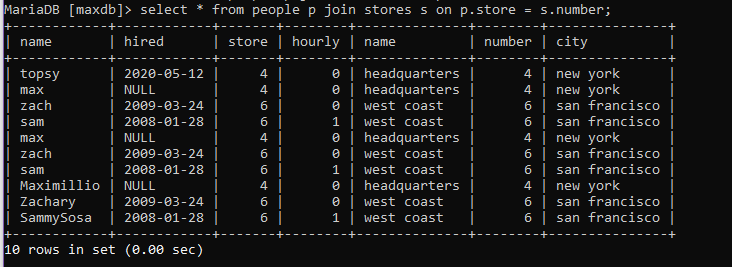 MariaDB [maxdb]> select * from people p join stores s on p.store = s.number;
+------------+------------+-------+--------+--------------+--------+---------------+
| name       | hired      | store | hourly | name         | number | city          |
+------------+------------+-------+--------+--------------+--------+---------------+
| topsy      | 2020-05-12 |     4 |      0 | headquarters |      4 | new york      |
| max        | NULL       |     4 |      0 | headquarters |      4 | new york      |
| zach       | 2009-03-24 |     6 |      0 | west coast   |      6 | san francisco |
| sam        | 2008-01-28 |     6 |      1 | west coast   |      6 | san francisco |
| max        | NULL       |     4 |      0 | headquarters |      4 | new york      |
| zach       | 2009-03-24 |     6 |      0 | west coast   |      6 | san francisco |
| sam        | 2008-01-28 |     6 |      1 | west coast   |      6 | san francisco |
| Maximillio | NULL       |     4 |      0 | headquarters |      4 | new york      |
| Zachary    | 2009-03-24 |     6 |      0 | west coast   |      6 | san francisco |
| SammySosa  | 2008-01-28 |     6 |      1 | west coast   |      6 | san francisco |
+------------+------------+-------+--------+--------------+--------+---------------+
10 rows in set (0.00 sec)